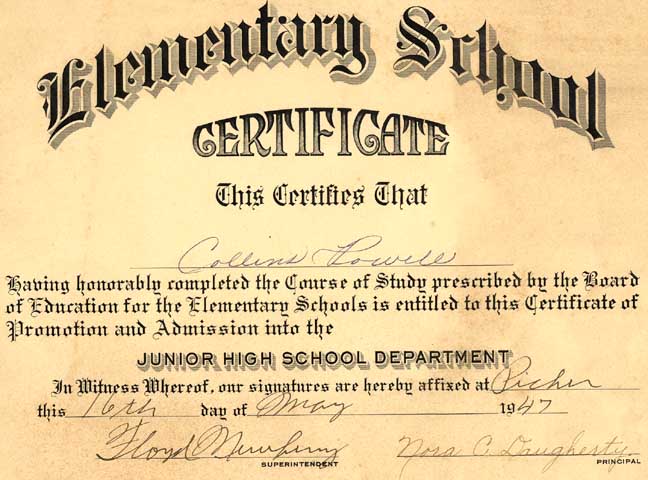 Elementary School
CERTIFICATE
This Certifies That
Collins Powell
Having honorably completed the Course of Study prescribed by the Board
of Education for the Elementary Schools is entitled to this Certificate of
Promotion and Admission into the
JUNIOR HIGH SCHOOL DEPARTMENT
In Witness Whereof, our signatures are hereby affixed at Picher
this 16th day of May 1947
Floyd Newberry Nora C. Daugherty
SUPERINTENDENT PRINCIPAL